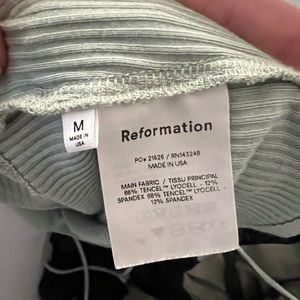 M
MADE IN
USA
Reformation
PO# 21626 / RN143248
MADE IN USA
MAIN FABRIC / TISSU PRINCIPAL
88% TENCEL™ LYOCELL - 12%
SPANDEX 88% TENCEL™ LYOCELL -
12% SPANDEX